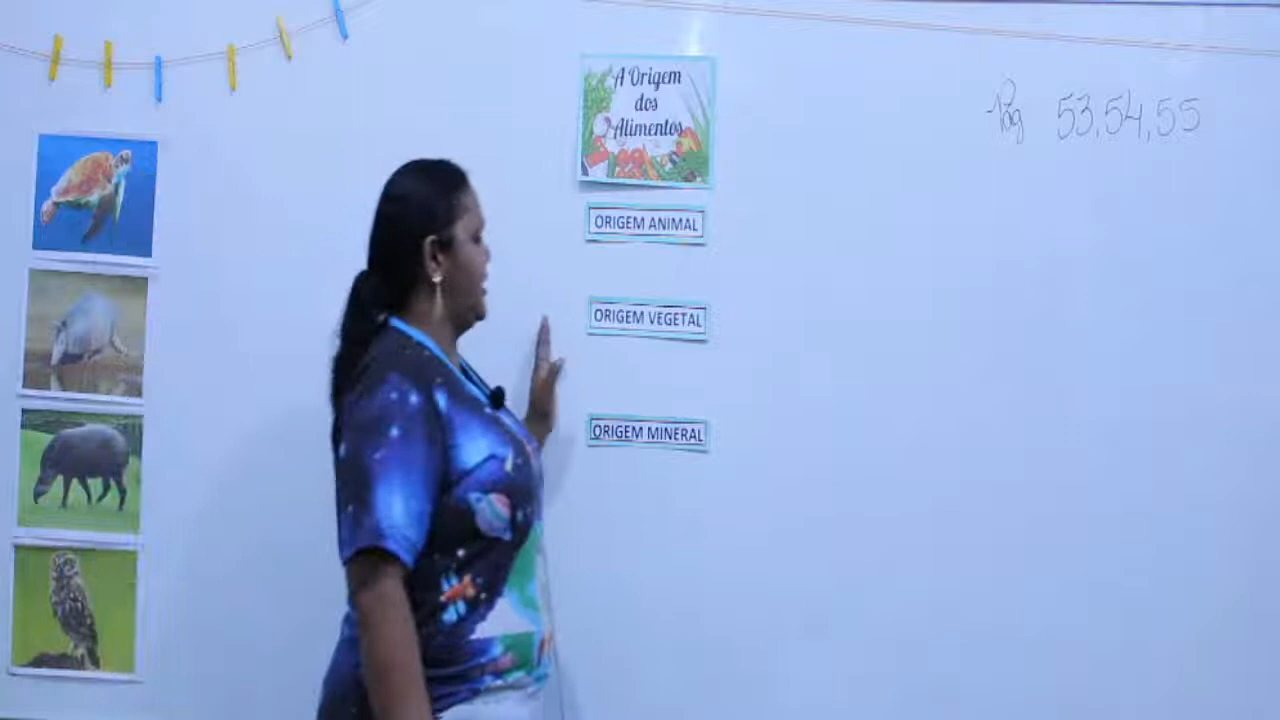 A Origem
dos
Alimentos
ORIGEM ANIMAL
ORIGEM VEGETAL
ORIGEM MINERAL
Pág 53,54,55